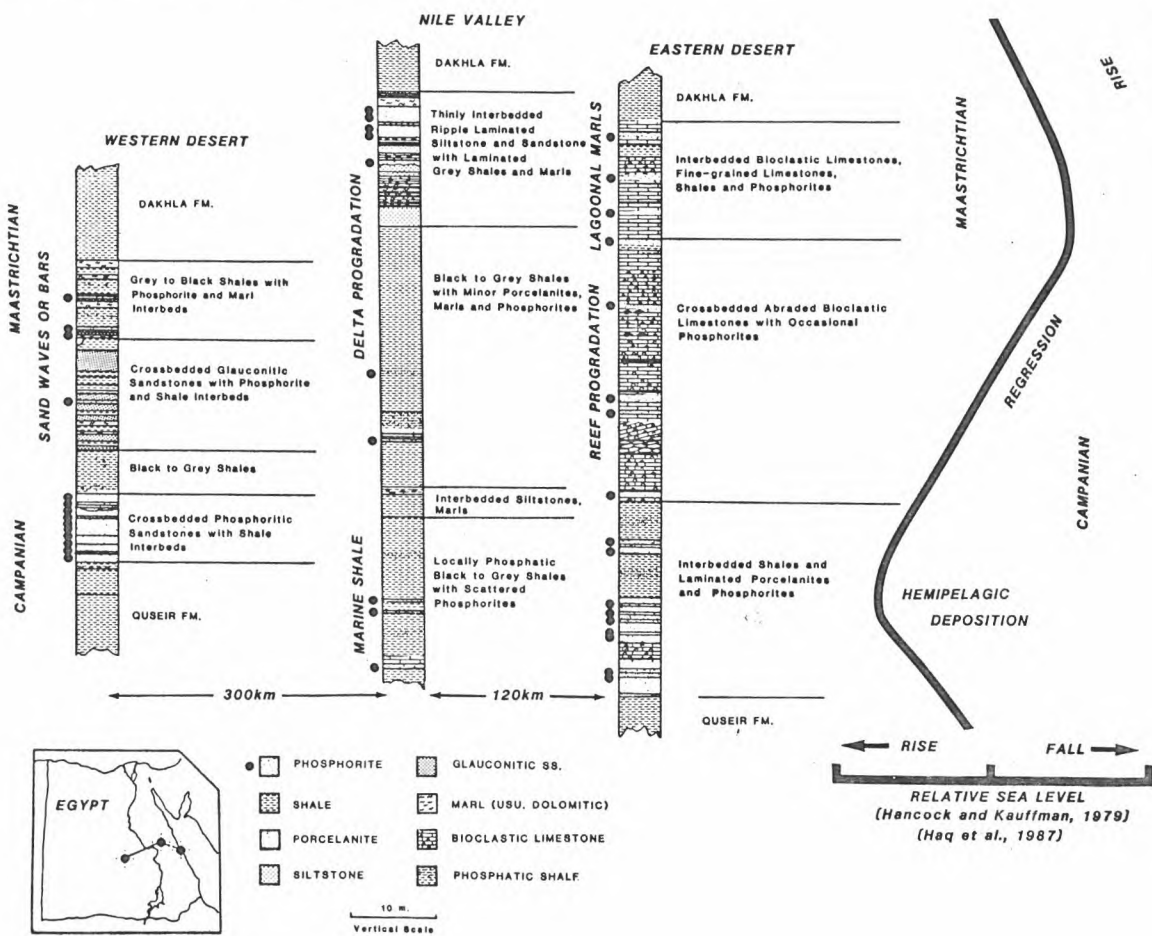 NILE VALLEY
EASTERN DESERT
WESTERN DESERT
MAASTRICHTIAN
CAMPANIAN
SAND WAVES OR BARS
DAKHLA FM.
Grey to Black Shales with
Phosphorite and Marl
Interbeds
Crossbedded Glauconitic
Sandstones with Phosphorite
and Shale Interbeds
Black to Grey Shales
Crossbedded Phosphoritic
Sandstones with Shale
Interbeds
QUSEIR FM.
DELTA PROGRADATION
MARINE SHALE
DAKHLA FM.
Thinly Interbedded
Ripple Laminated
Siltstone and Sandstone
with Laminated
Grey Shales and Marls
Black to Grey Shales
with Minor Porcelanites,
Marls and Phosphorites
Interbedded Siltstones,
Marls
Locally Phosphatic
Black to Grey Shales
with Scattered
Phosphorites
LAGOONAL MARLS
REEF PROGRADATION
DAKHLA FM.
Interbedded Bioclastic Limestones,
Fine-grained Limestones,
Shales and Phosphorites
Crossbedded Abraded Bioclastic
Limestones with Occasional
Phosphorites
Interbedded Shales and
Laminated Porcelanites
and Phosphorites
QUSEIR FM.
MAASTRICHTIAN
CAMPANIAN
RISE
REGRESSION
HEMIPELAGIC
DEPOSITION
300km
120km
RISE
FALL
RELATIVE SEA LEVEL
(Hancock and Kauffman, 1979)
(Haq et al., 1987)
EGYPT
PHOSPHORITE
SHALE
PORCELANITE
SILTSTONE
GLAUCONITIC SS.
MARL (USU. DOLOMITIC)
BIOCLASTIC LIMESTONE
PHOSPHATIC SHALE
10 m.
Vertical Scale